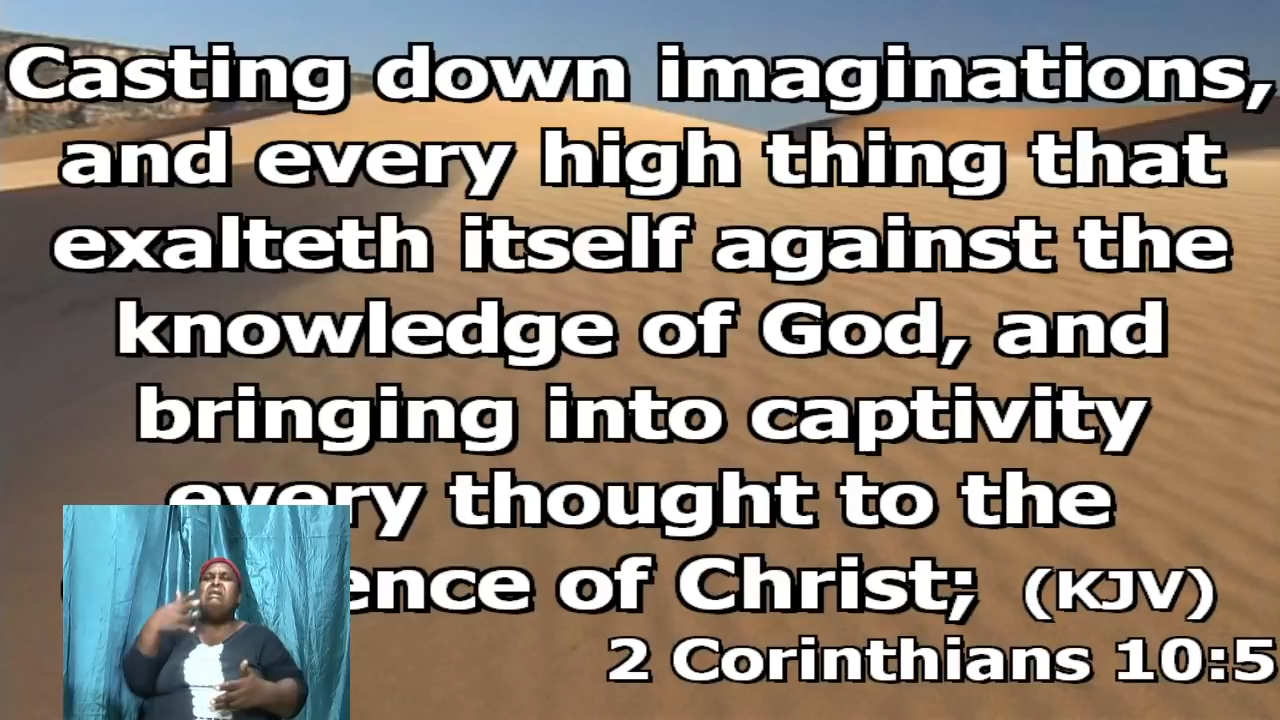 Casting down imaginations,
and every high thing that
exalteth itself against the
knowledge of God, and
bringing into captivity
every thought to the
ence of Christ; (KJV)
2 Corinthians 10:5